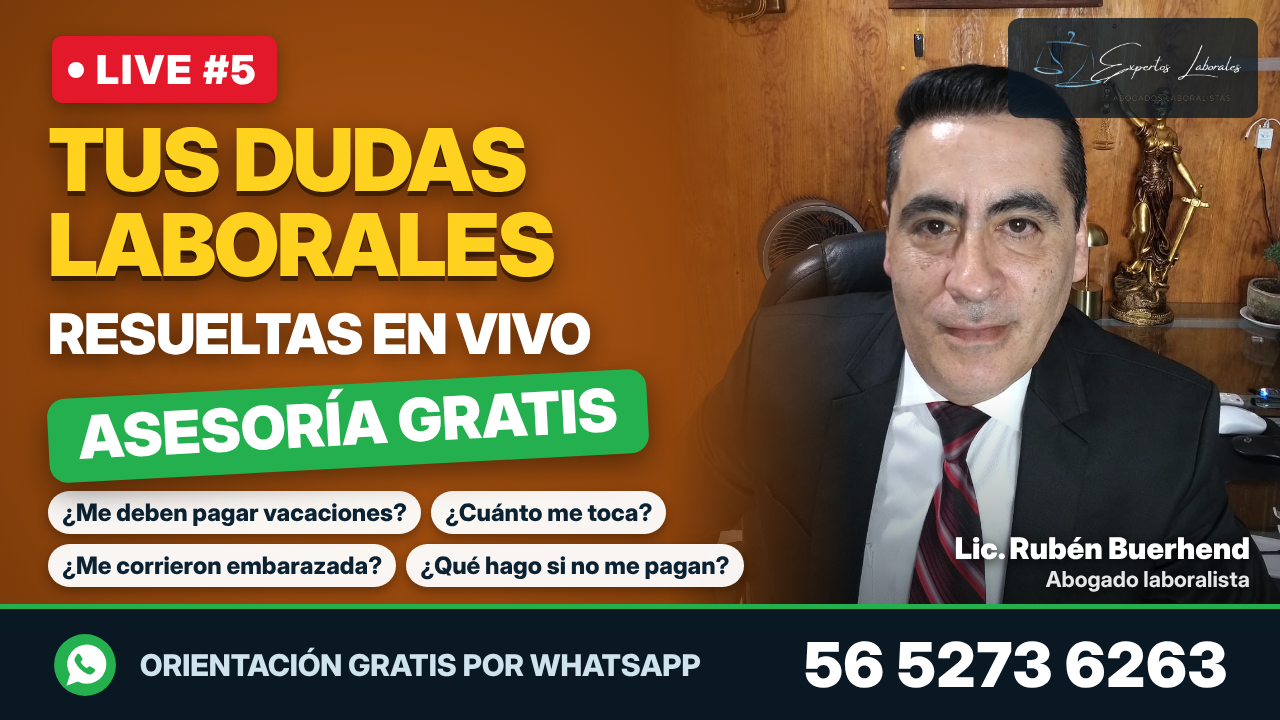 LIVE #5
TUS DUDAS
LABORALES
RESUELTAS EN VIVO
ASESORÍA GRATIS
¿Me deben pagar vacaciones?
¿Cuánto me toca?
¿Me corrieron embarazada?
¿Qué hago si no me pagan?
Expertos Laborales
ABOGADOS LABORALISTAS
Lic. Rubén Buerhend
Abogado laboralista
ORIENTACIÓN GRATIS POR WHATSAPP
56 5273 6263